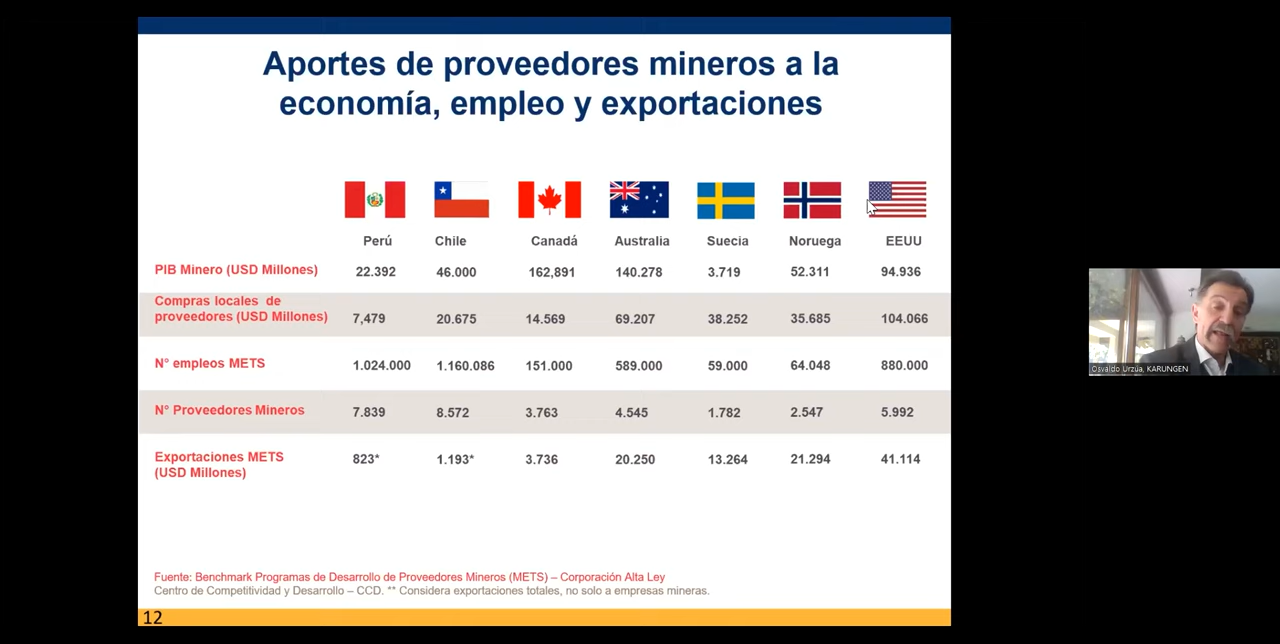 Aportes de proveedores mineros a la
economía, empleo y exportaciones
Perú Chile Canadá Australia Suecia Noruega EEUU
PIB Minero (USD Millones) 22.392 46.000 162,891 140.278 3.719 52.311 94.936
Compras locales de
proveedores (USD Millones) 7,479 20.675 14.569 69.207 38.252 35.685 104.066
N° empleos METS 1.024.000 1.160.086 151.000 589.000 59.000 64.048 880.000
N° Proveedores Mineros 7.839 8.572 3.763 4.545 1.782 2.547 5.992
Exportaciones METS 823* 1.193* 3.736 20.250 13.264 21.294 41.114
(USD Millones)
Fuente: Benchmark Programas de Desarrollo de Proveedores Mineros (METS) – Corporación Alta Ley
Centro de Competitividad y Desarrollo – CCD. ** Considera exportaciones totales, no solo a empresas mineras.
12
Osvaldo Urzúa, KARUNGEN